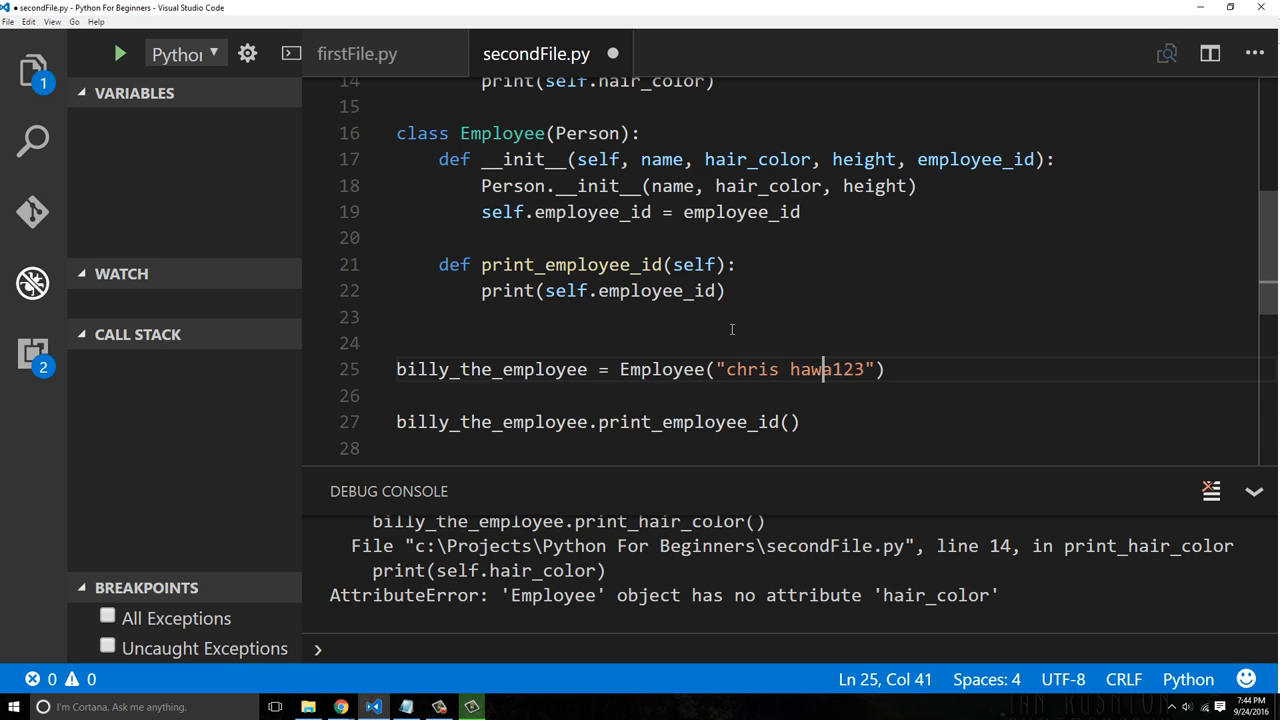 ● secondFile.py - Python For Beginners - Visual Studio Code
File Edit View Go Help
Python
firstFile.py
secondFile.py
1
2
VARIABLES
WATCH
CALL STACK
BREAKPOINTS
All Exceptions
Uncaught Exceptions
14 print(self.hair_color)
15
16 class Employee(Person):
17 def __init__(self, name, hair_color, height, employee_id):
18 Person.__init__(name, hair_color, height)
19 self.employee_id = employee_id
20
21 def print_employee_id(self):
22 print(self.employee_id)
23
24
25 billy_the_employee = Employee("chris hawa123")
26
27 billy_the_employee.print_employee_id()
28
DEBUG CONSOLE
billy_the_employee.print_hair_color()
File "c:\Projects\Python For Beginners\secondFile.py", line 14, in print_hair_color
print(self.hair_color)
AttributeError: 'Employee' object has no attribute 'hair_color'
0 0 Ln 25, Col 41 Spaces: 4 UTF-8 CRLF Python
I'm Cortana. Ask me anything.
7:44 PM
9/24/2016